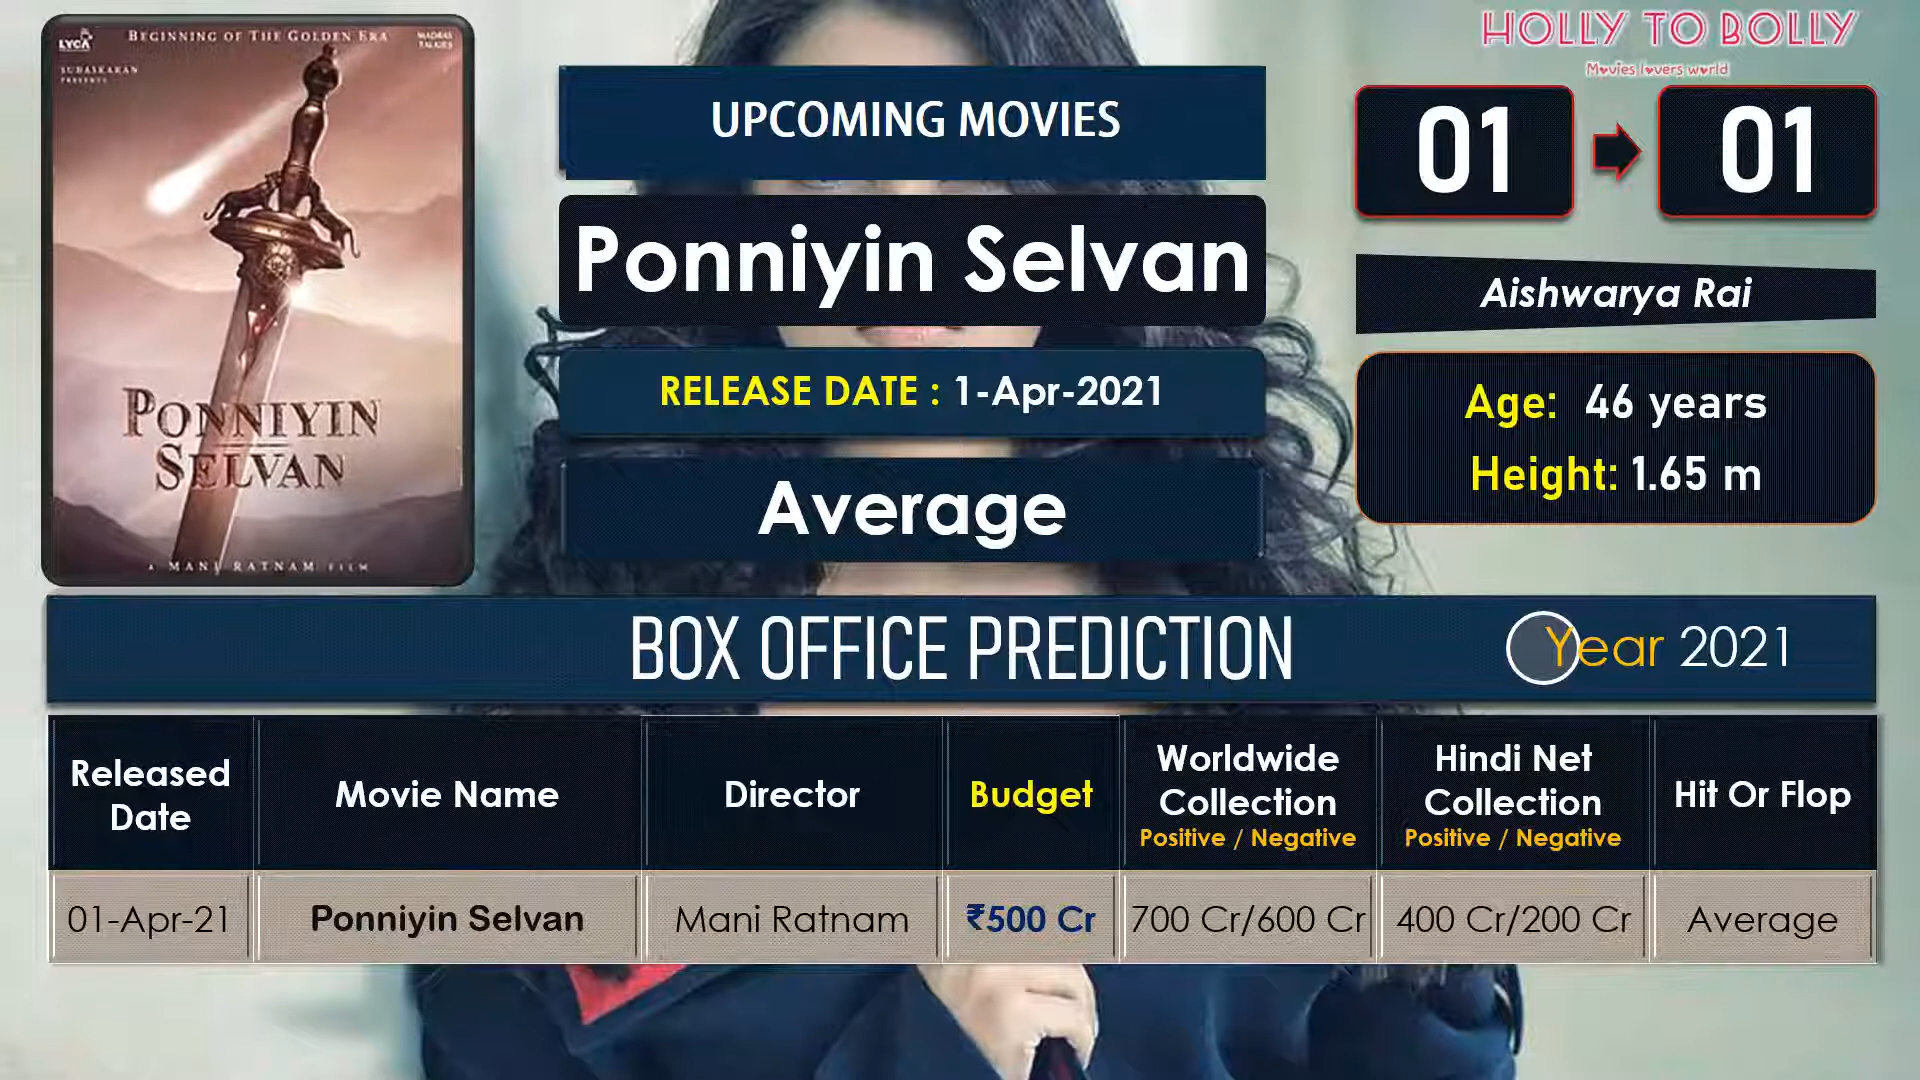 LYCA
BEGINNING OF THE GOLDEN ERA
MADRAS
TALKIES
SUBASKARAN
PRESENTS
PONNIYIN
SELVAN
A MANI RATNAM FILM
UPCOMING MOVIES
Ponniyin Selvan
RELEASE DATE : 1-Apr-2021
Average
HOLLY TO BOLLY
Movies lovers world
01 01
Aishwarya Rai
Age: 46 years
Height: 1.65 m
BOX OFFICE PREDICTION Year 2021
Released Date Movie Name Director Budget Worldwide Collection Positive / Negative Hindi Net Collection Positive / Negative Hit Or Flop
01-Apr-21 Ponniyin Selvan Mani Ratnam ₹500 Cr 700 Cr/600 Cr 400 Cr/200 Cr Average